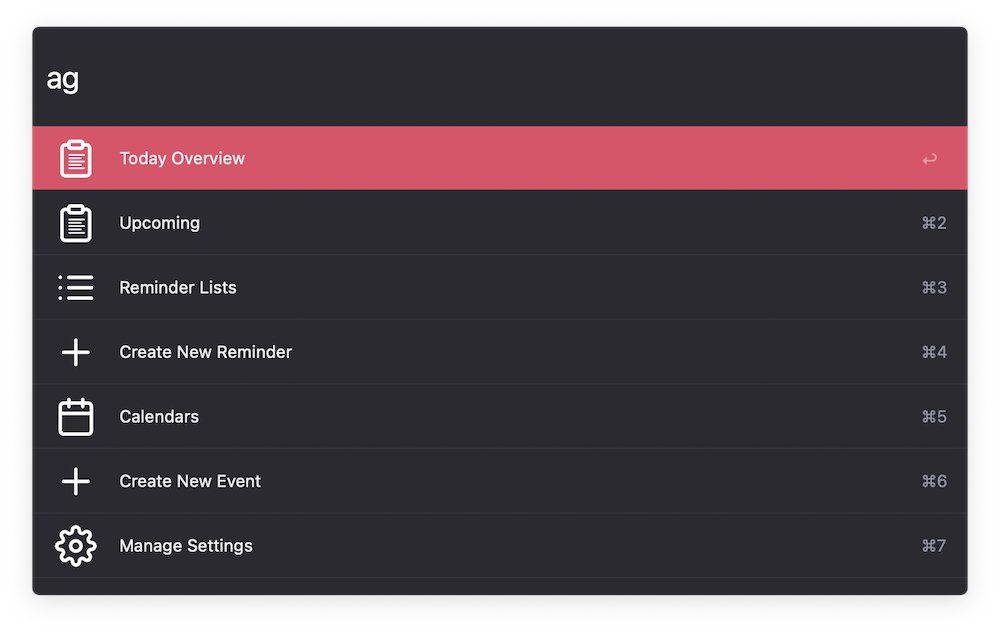 ag
Today Overview ↩
Upcoming ⌘2
Reminder Lists ⌘3
Create New Reminder ⌘4
Calendars ⌘5
Create New Event ⌘6
Manage Settings ⌘7